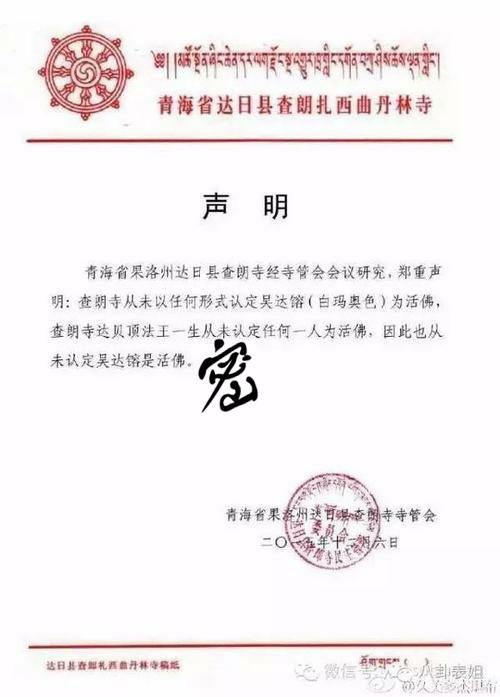 青海省达日县查朗扎西曲丹林寺
声 明
青海省果洛州达日县查朗寺经寺管会会议研究，郑重声
明：查朗寺从未以任何形式认定吴达镕（白玛奥色）为活佛，
查朗寺达贝顶法王一生从未认定任何一人为活佛，因此也从
未认定吴达镕是活佛。
密
青海省果洛州达日县查朗寺寺管会
二〇一五年十二月六日
达日县查郎扎西曲丹林寺稿纸
微信号
八卦表姐